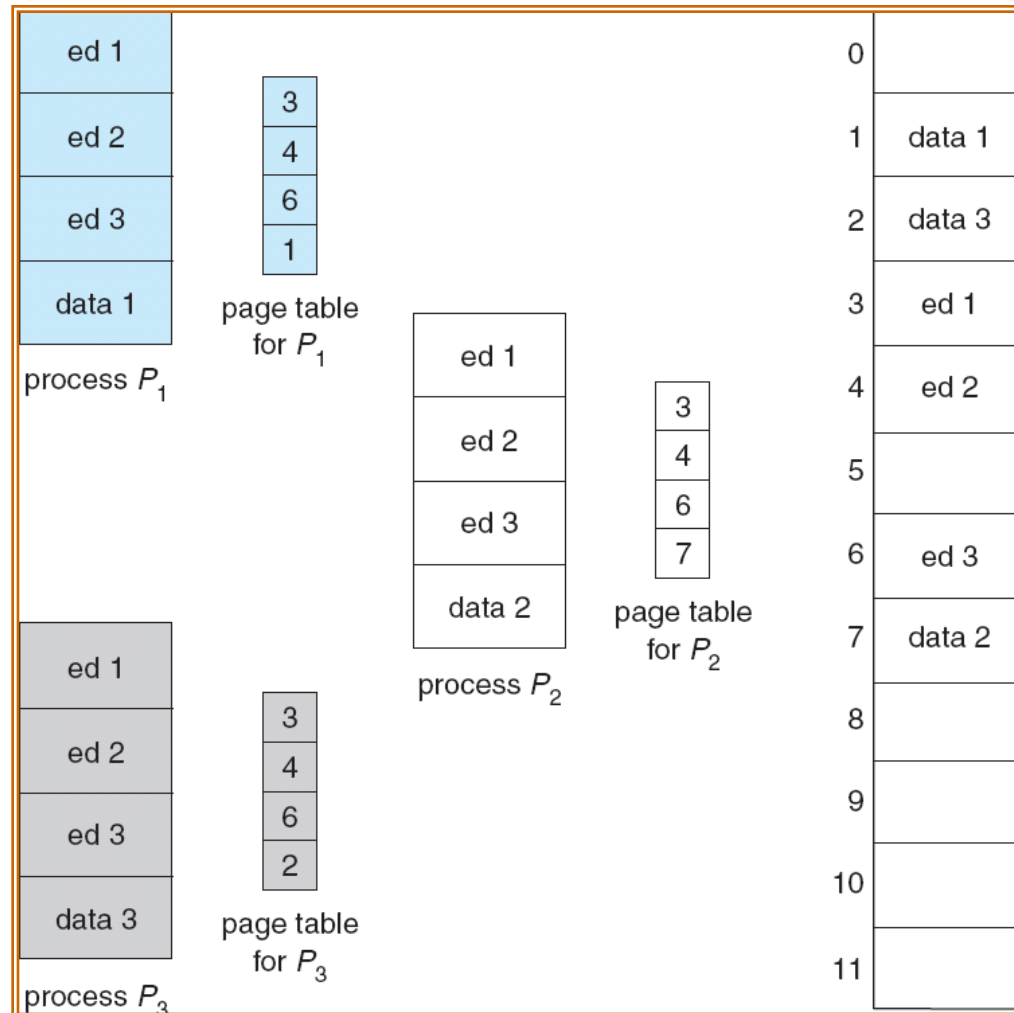 ed 1
ed 2
ed 3
data 1
process P1
3
4
6
1
page table
for P1
ed 1
ed 2
ed 3
data 2
process P2
3
4
6
7
page table
for P2
ed 1
ed 2
ed 3
data 3
process P3
3
4
6
2
page table
for P3
0
1 data 1
2 data 3
3 ed 1
4 ed 2
5
6 ed 3
7 data 2
8
9
10
11